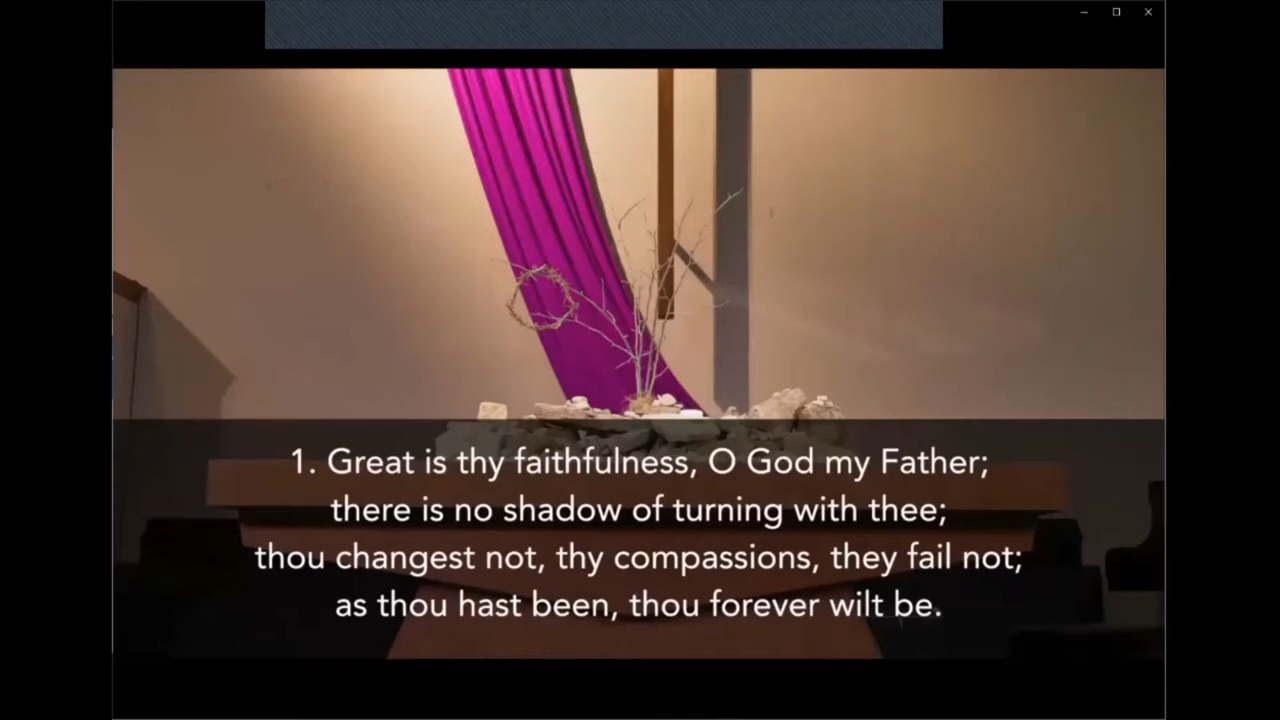 1. Great is thy faithfulness, O God my Father;
there is no shadow of turning with thee;
thou changest not, thy compassions, they fail not;
as thou hast been, thou forever wilt be.